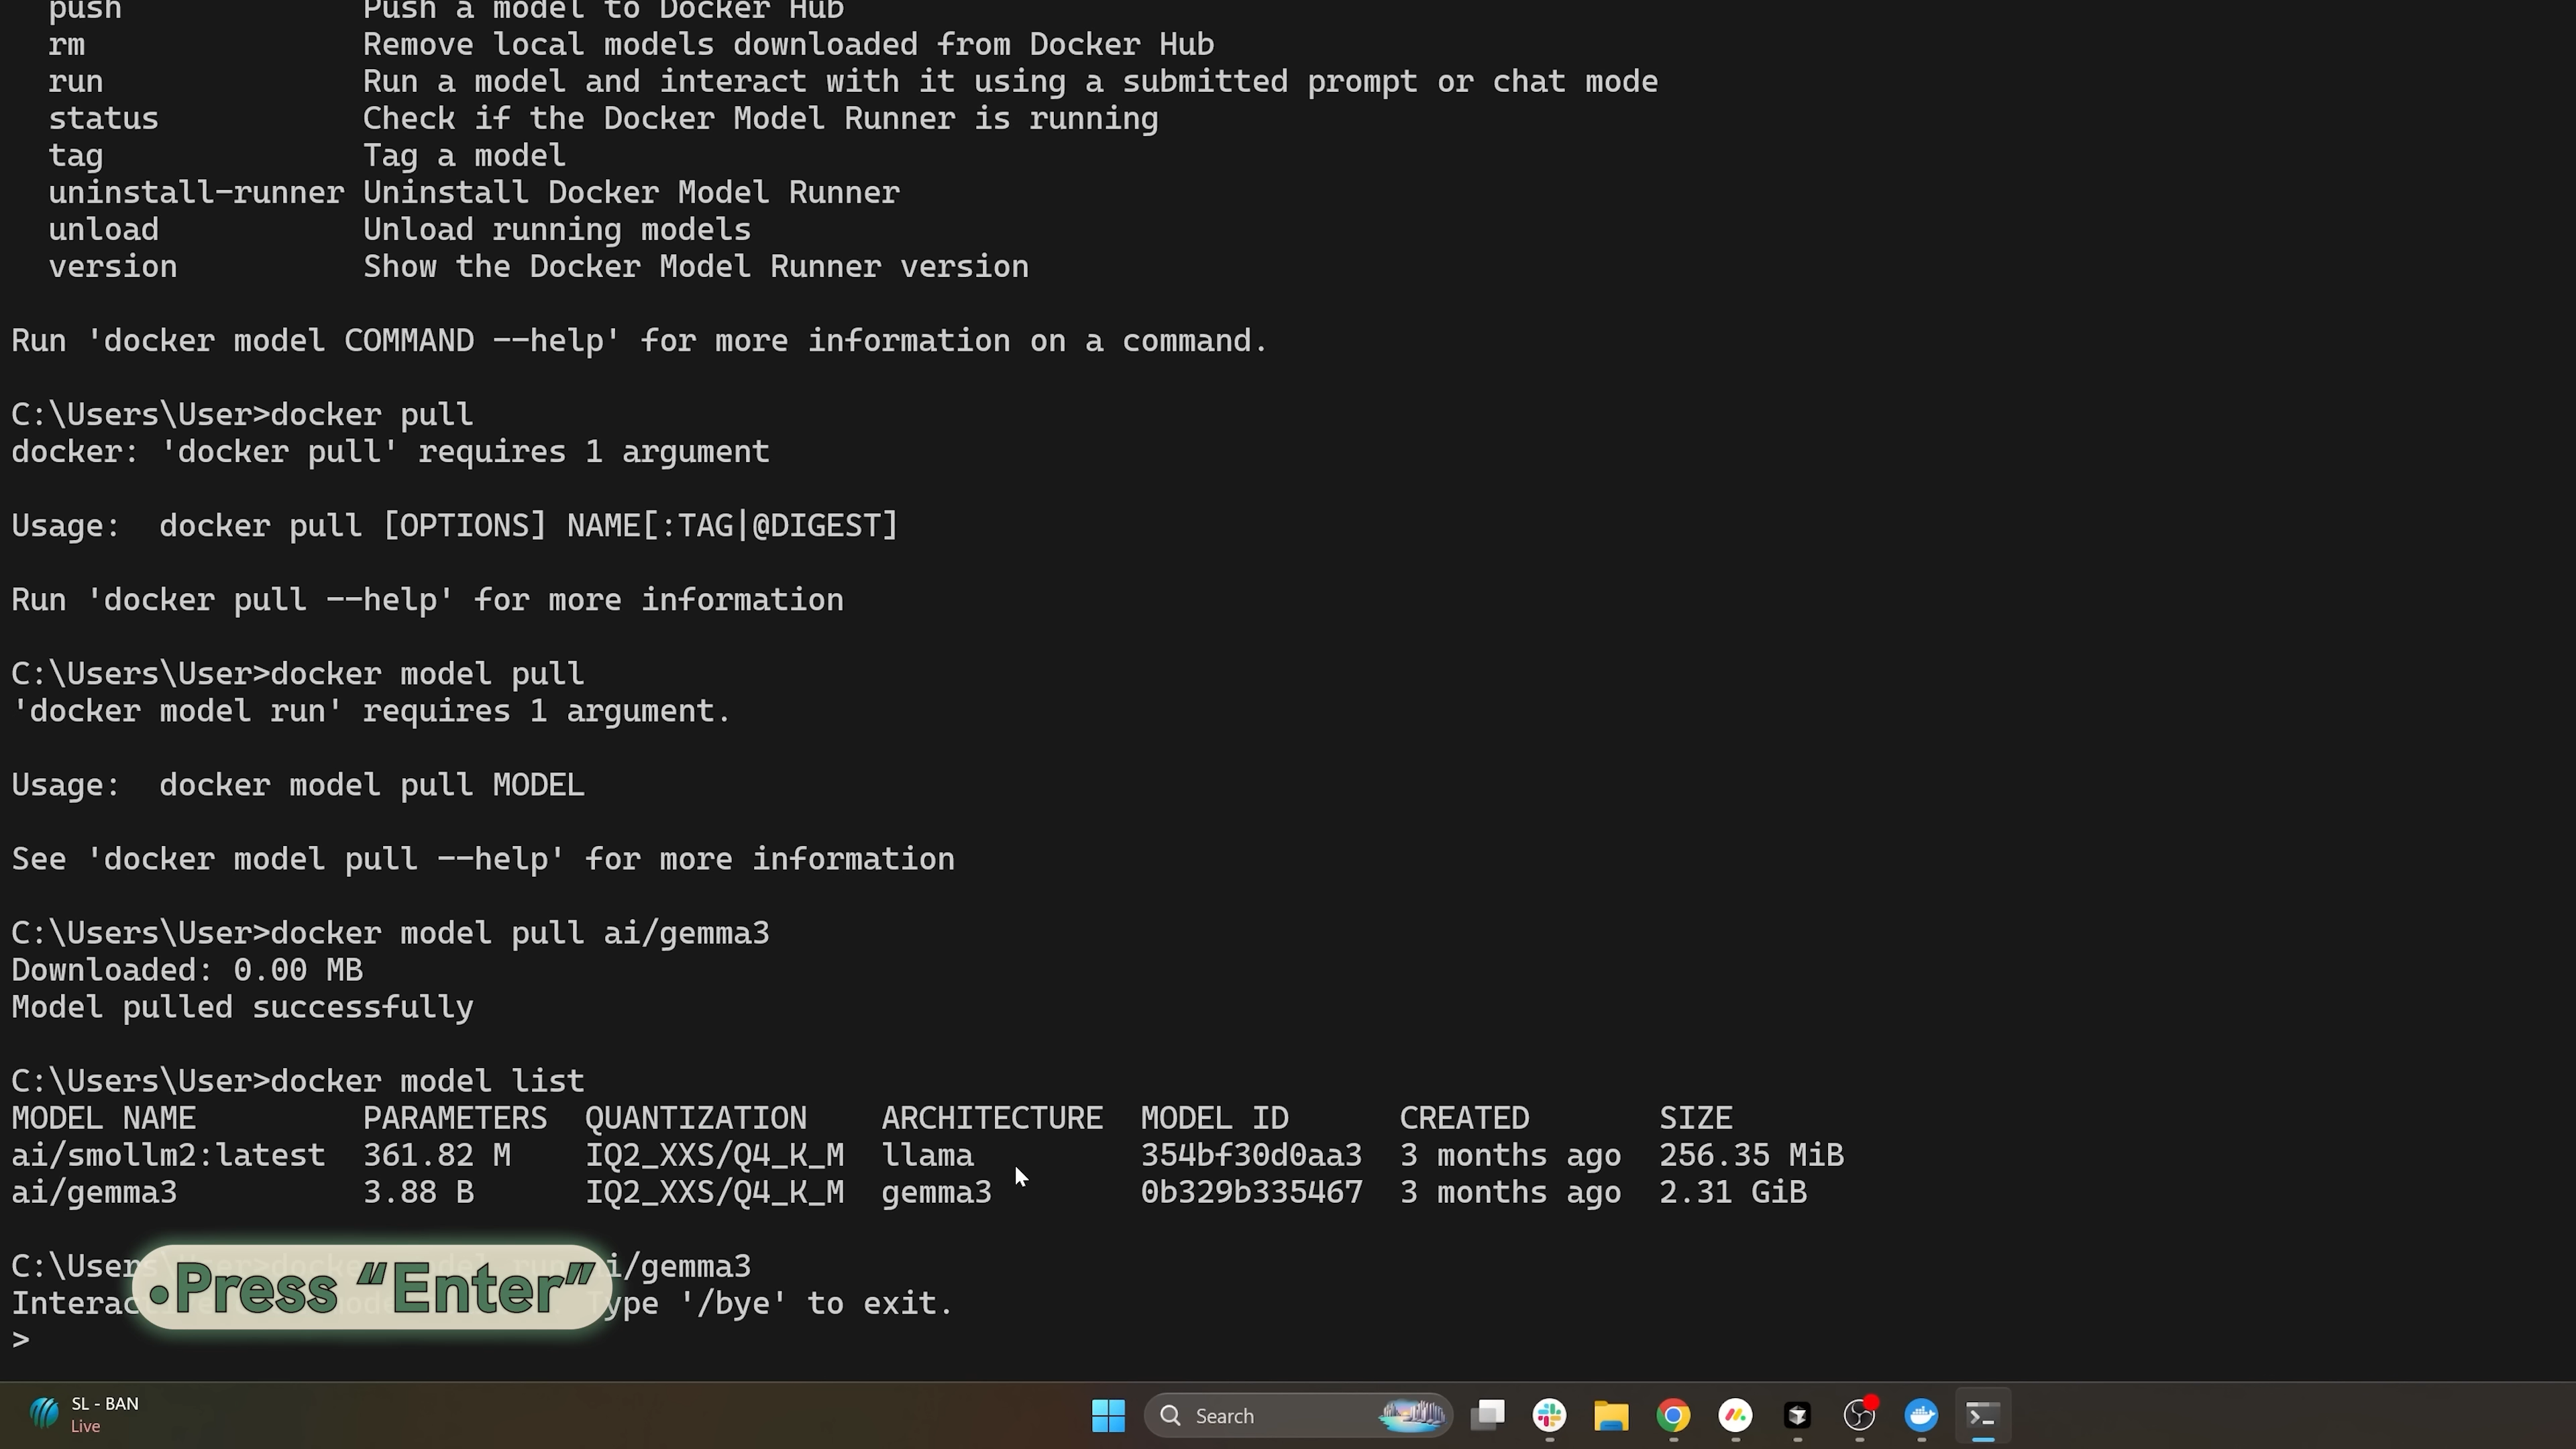 push Push a model to Docker Hub
rm Remove local models downloaded from Docker Hub
run Run a model and interact with it using a submitted prompt or chat mode
status Check if the Docker Model Runner is running
tag Tag a model
uninstall-runner Uninstall Docker Model Runner
unload Unload running models
version Show the Docker Model Runner version
Run 'docker model COMMAND --help' for more information on a command.
C:\Users\User>docker pull
docker: 'docker pull' requires 1 argument
Usage:  docker pull [OPTIONS] NAME[:TAG|@DIGEST]
Run 'docker pull --help' for more information
C:\Users\User>docker model pull
'docker model run' requires 1 argument.
Usage:  docker model pull MODEL
See 'docker model pull --help' for more information
C:\Users\User>docker model pull ai/gemma3
Downloaded: 0.00 MB
Model pulled successfully
C:\Users\User>docker model list
MODEL NAME PARAMETERS QUANTIZATION ARCHITECTURE MODEL ID CREATED SIZE
ai/smollm2:latest 361.82 M IQ2_XXS/Q4_K_M llama 354bf30d0aa3 3 months ago 256.35 MiB
ai/gemma3 3.88 B IQ2_XXS/Q4_K_M gemma3 0b329b335467 3 months ago 2.31 GiB
C:\Users\User>docker model run ai/gemma3
Type '/bye' to exit.
•Press “Enter”
>
SL - BAN
Live
Search